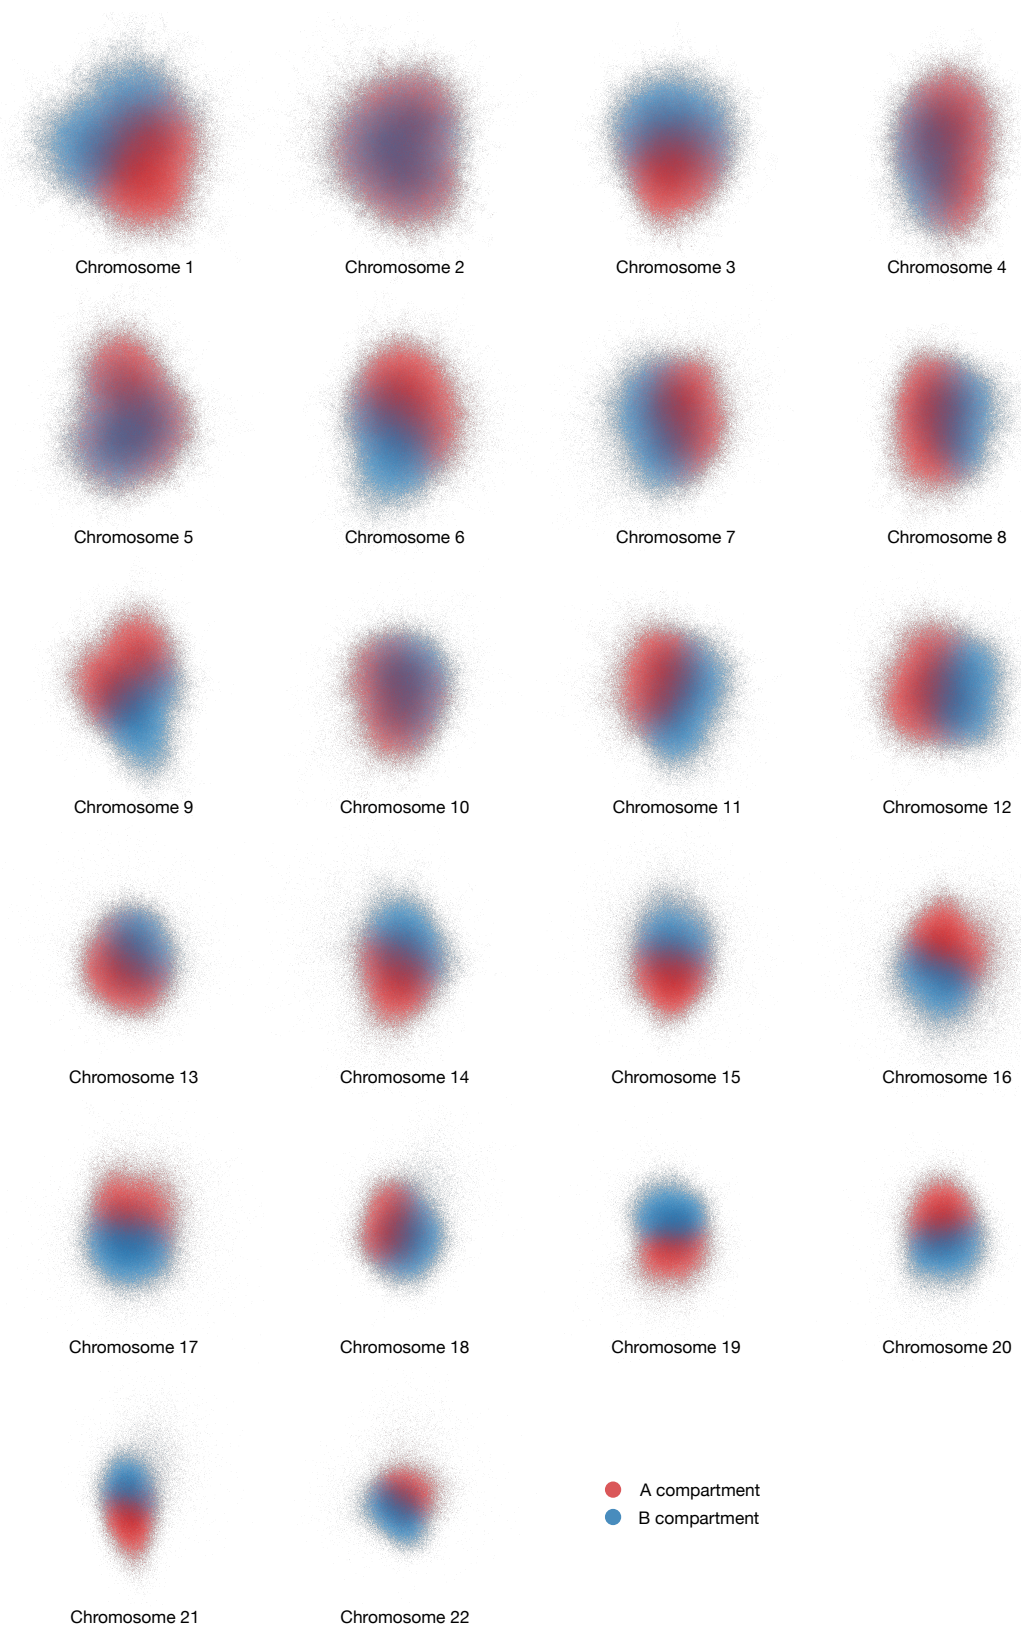 Chromosome 1
Chromosome 2
Chromosome 3
Chromosome 4
Chromosome 5
Chromosome 6
Chromosome 7
Chromosome 8
Chromosome 9
Chromosome 10
Chromosome 11
Chromosome 12
Chromosome 13
Chromosome 14
Chromosome 15
Chromosome 16
Chromosome 17
Chromosome 18
Chromosome 19
Chromosome 20
A compartment
B compartment
Chromosome 21
Chromosome 22